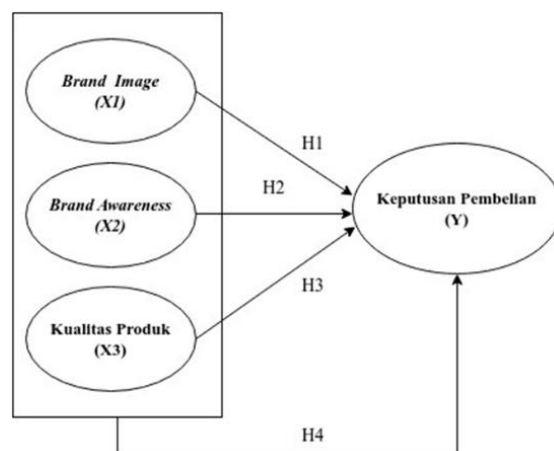 Brand Image
(X1)
H1
H2
Brand Awareness
(X2)
Keputusan Pembelian
(Y)
H3
Kualitas Produk
(X3)
H4